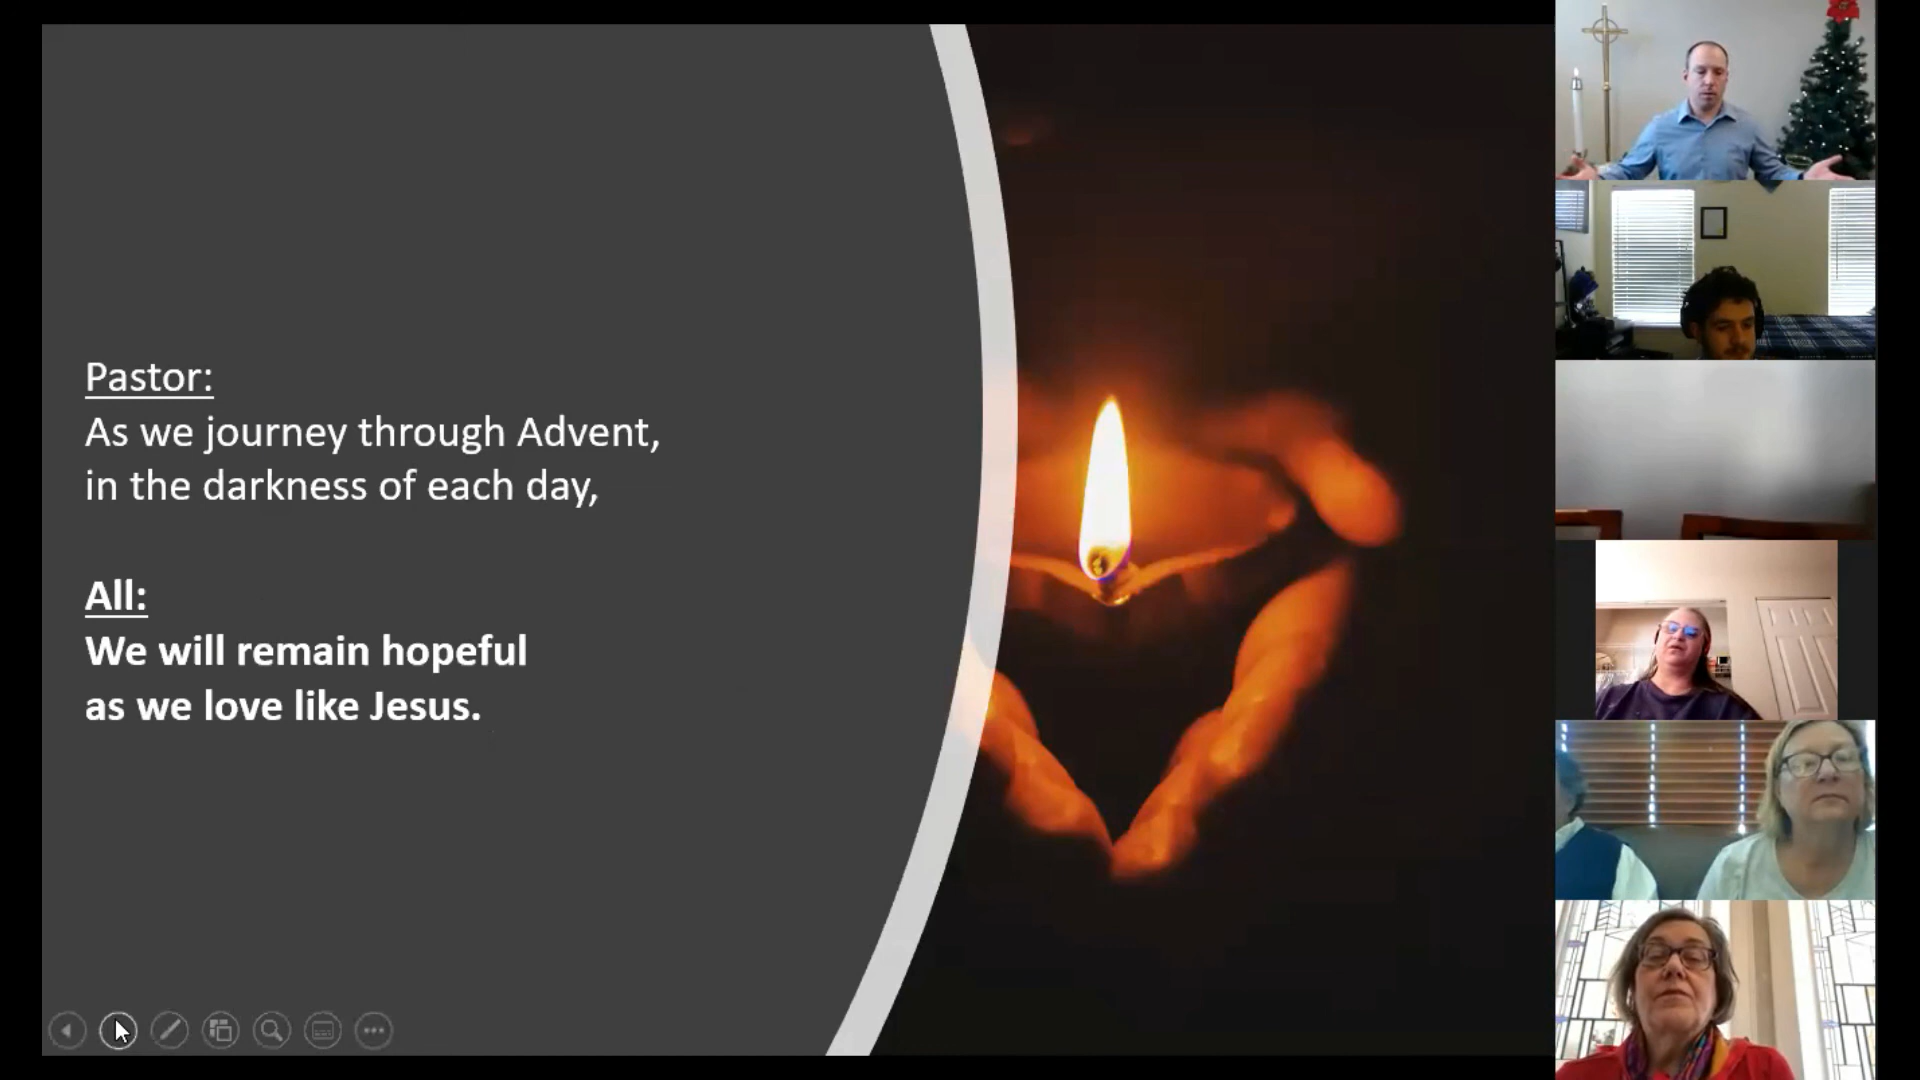 Pastor:
As we journey through Advent,
in the darkness of each day,
All:
We will remain hopeful
as we love like Jesus.